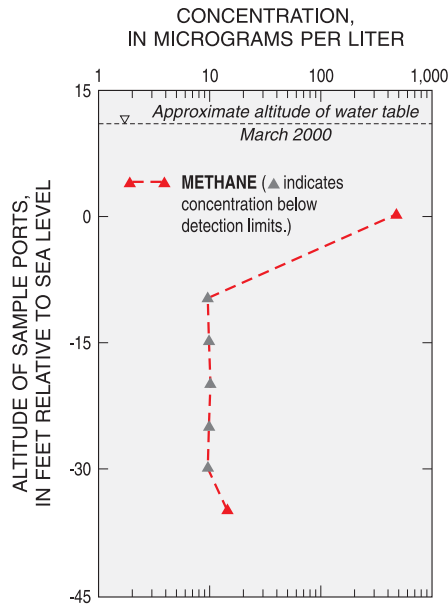 CONCENTRATION,
IN MICROGRAMS PER LITER
1 10 100 1,000
15
Approximate altitude of water table
March 2000
METHANE (▲ indicates
concentration below
detection limits.)
0
-15
-30
-45
ALTITUDE OF SAMPLE PORTS,
IN FEET RELATIVE TO SEA LEVEL